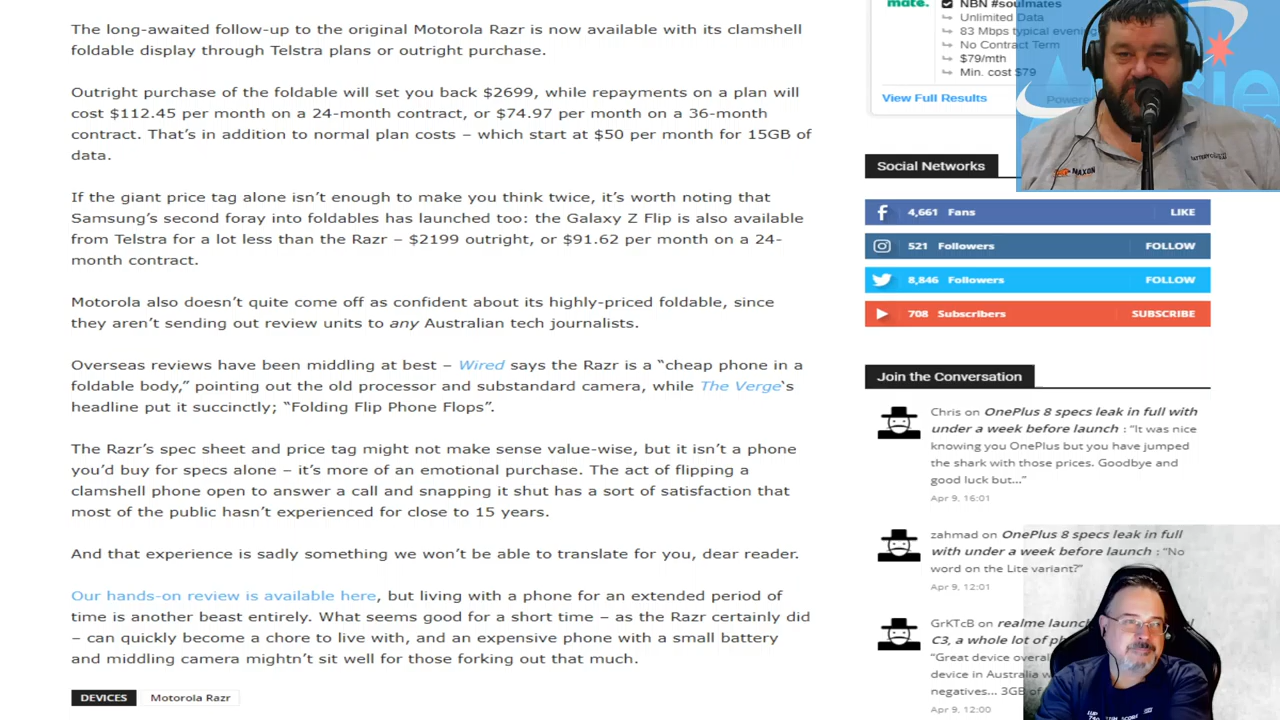 The long-awaited follow-up to the original Motorola Razr is now available with its clamshell
foldable display through Telstra plans or outright purchase.
Outright purchase of the foldable will set you back $2699, while repayments on a plan will
cost $112.45 per month on a 24-month contract, or $74.97 per month on a 36-month
contract. That’s in addition to normal plan costs – which start at $50 per month for 15GB of
data.
If the giant price tag alone isn’t enough to make you think twice, it’s worth noting that
Samsung’s second foray into foldables has launched too: the Galaxy Z Flip is also available
from Telstra for a lot less than the Razr – $2199 outright, or $91.62 per month on a 24-
month contract.
Motorola also doesn’t quite come off as confident about its highly-priced foldable, since
they aren’t sending out review units to any Australian tech journalists.
Overseas reviews have been middling at best – Wired says the Razr is a “cheap phone in a
foldable body,” pointing out the old processor and substandard camera, while The Verge‘s
headline put it succinctly; “Folding Flip Phone Flops”.
The Razr’s spec sheet and price tag might not make sense value-wise, but it isn’t a phone
you’d buy for specs alone – it’s more of an emotional purchase. The act of flipping a
clamshell phone open to answer a call and snapping it shut has a sort of satisfaction that
most of the public hasn’t experienced for close to 15 years.
And that experience is sadly something we won’t be able to translate for you, dear reader.
Our hands-on review is available here, but living with a phone for an extended period of
time is another beast entirely. What seems good for a short time – as the Razr certainly did
– can quickly become a chore to live with, and an expensive phone with a small battery
and middling camera mightn’t sit well for those forking out that much.
DEVICES Motorola Razr
mate.
NBN #soulmates
Unlimited Data
83 Mbps typical evening
No Contract Term
$79/mth
Min. cost $79
View Full Results
Powere
NAXON
Social Networks
4,661 Fans LIKE
521 Followers FOLLOW
8,846 Followers FOLLOW
708 Subscribers SUBSCRIBE
Join the Conversation
Chris on OnePlus 8 specs leak in full with
under a week before launch : “It was nice
knowing you OnePlus but you have jumped
the shark with those prices. Goodbye and
good luck but...”
Apr 9, 16:01
zahmad on OnePlus 8 specs leak in full
with under a week before launch : “No
word on the Lite variant?”
Apr 9, 12:01
GrKTcB on realme launc
C3, a whole lot of ph
“Great device overal
device in Australia w
negatives... 3GB of
Apr 9, 12:00